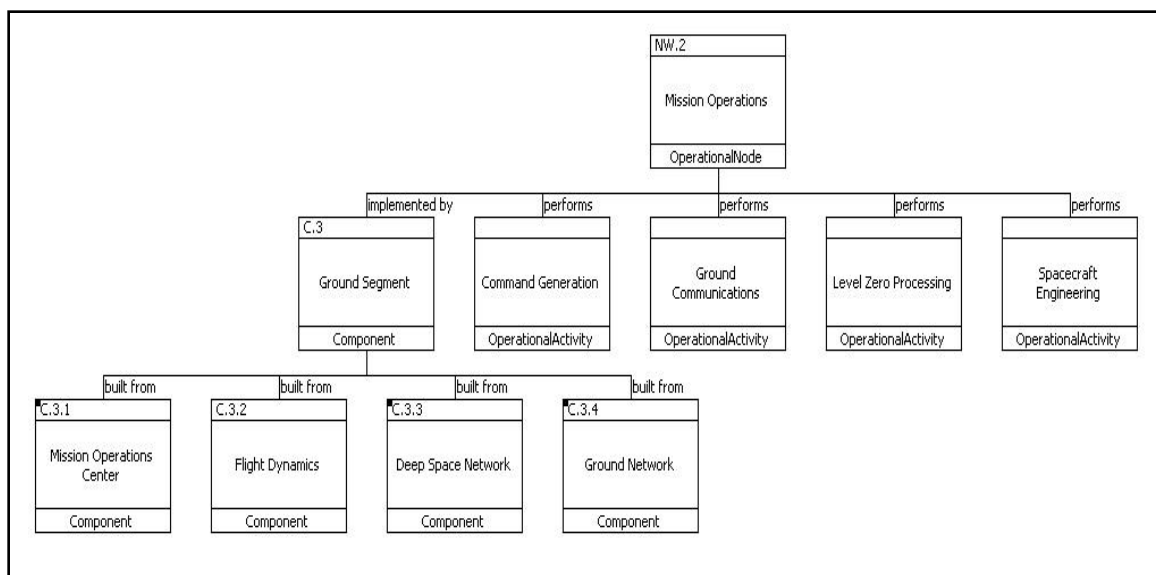 NW.2
Mission Operations
OperationalNode
implemented by
performs
performs
performs
performs
C.3
Ground Segment
Component
Command Generation
OperationalActivity
Ground
Communications
OperationalActivity
Level Zero Processing
OperationalActivity
Spacecraft
Engineering
OperationalActivity
built from
built from
built from
built from
C.3.1
Mission Operations
Center
Component
C.3.2
Flight Dynamics
Component
C.3.3
Deep Space Network
Component
C.3.4
Ground Network
Component